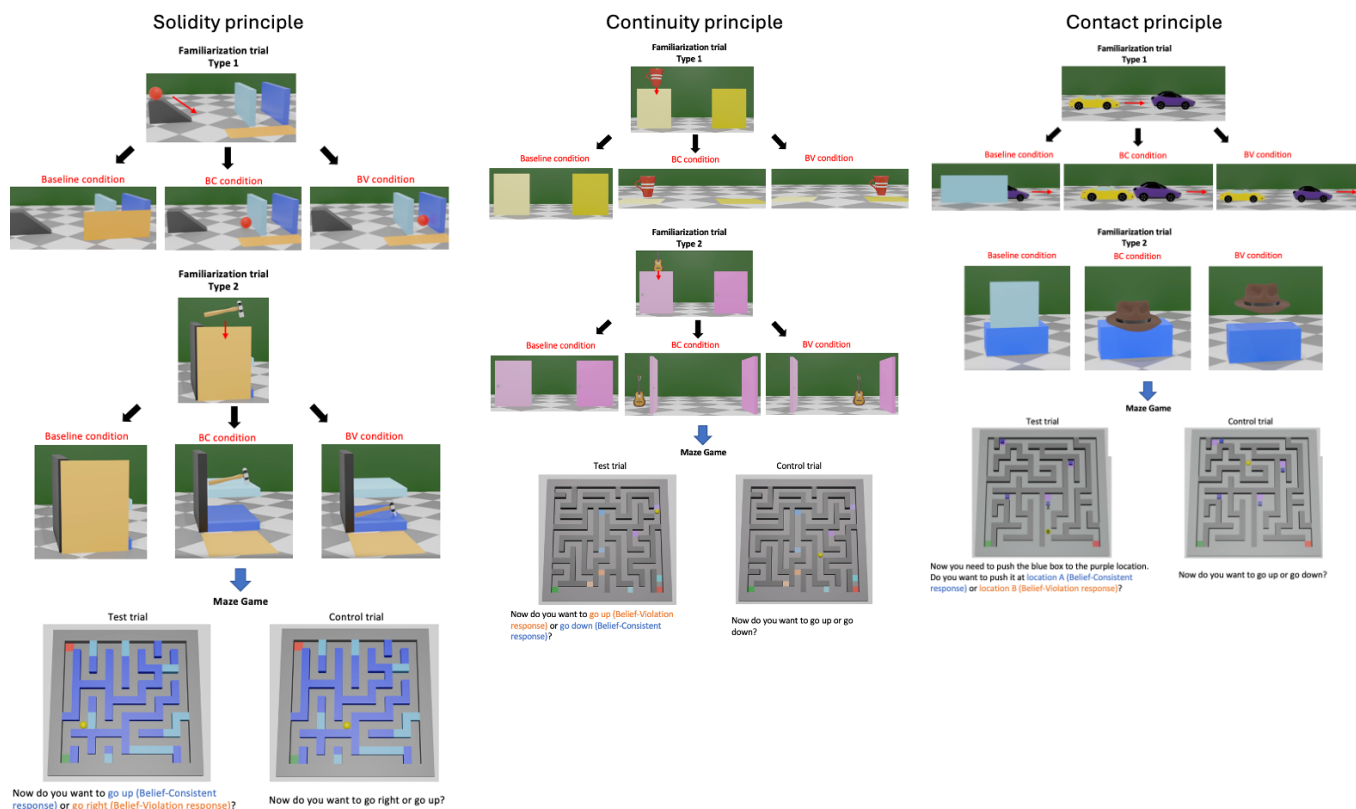 Solidity principle
Familiarization trial
Type 1
Baseline condition
BC condition
BV condition
Familiarization trial
Type 2
Baseline condition
BC condition
BV condition
Maze Game
Test trial
Control trial
Now do you want to go up (Belief-Consistent
response) or go right (Belief-Violation response)?
Now do you want to go right or go up?
Continuity principle
Familiarization trial
Type 1
Baseline condition
BC condition
BV condition
Familiarization trial
Type 2
Baseline condition
BC condition
BV condition
Maze Game
Test trial
Control trial
Now do you want to go up (Belief-Violation
response) or go down (Belief-Consistent
response)?
Now do you want to go up or go
down?
Contact principle
Familiarization trial
Type 1
Baseline condition
BC condition
BV condition
Familiarization trial
Type 2
Baseline condition
BC condition
BV condition
Maze Game
Test trial
Control trial
Now you need to push the blue box to the purple location.
Do you want to push it at location A (Belief-Consistent
response) or location B (Belief-Violation response)?
Now do you want to go up or go down?